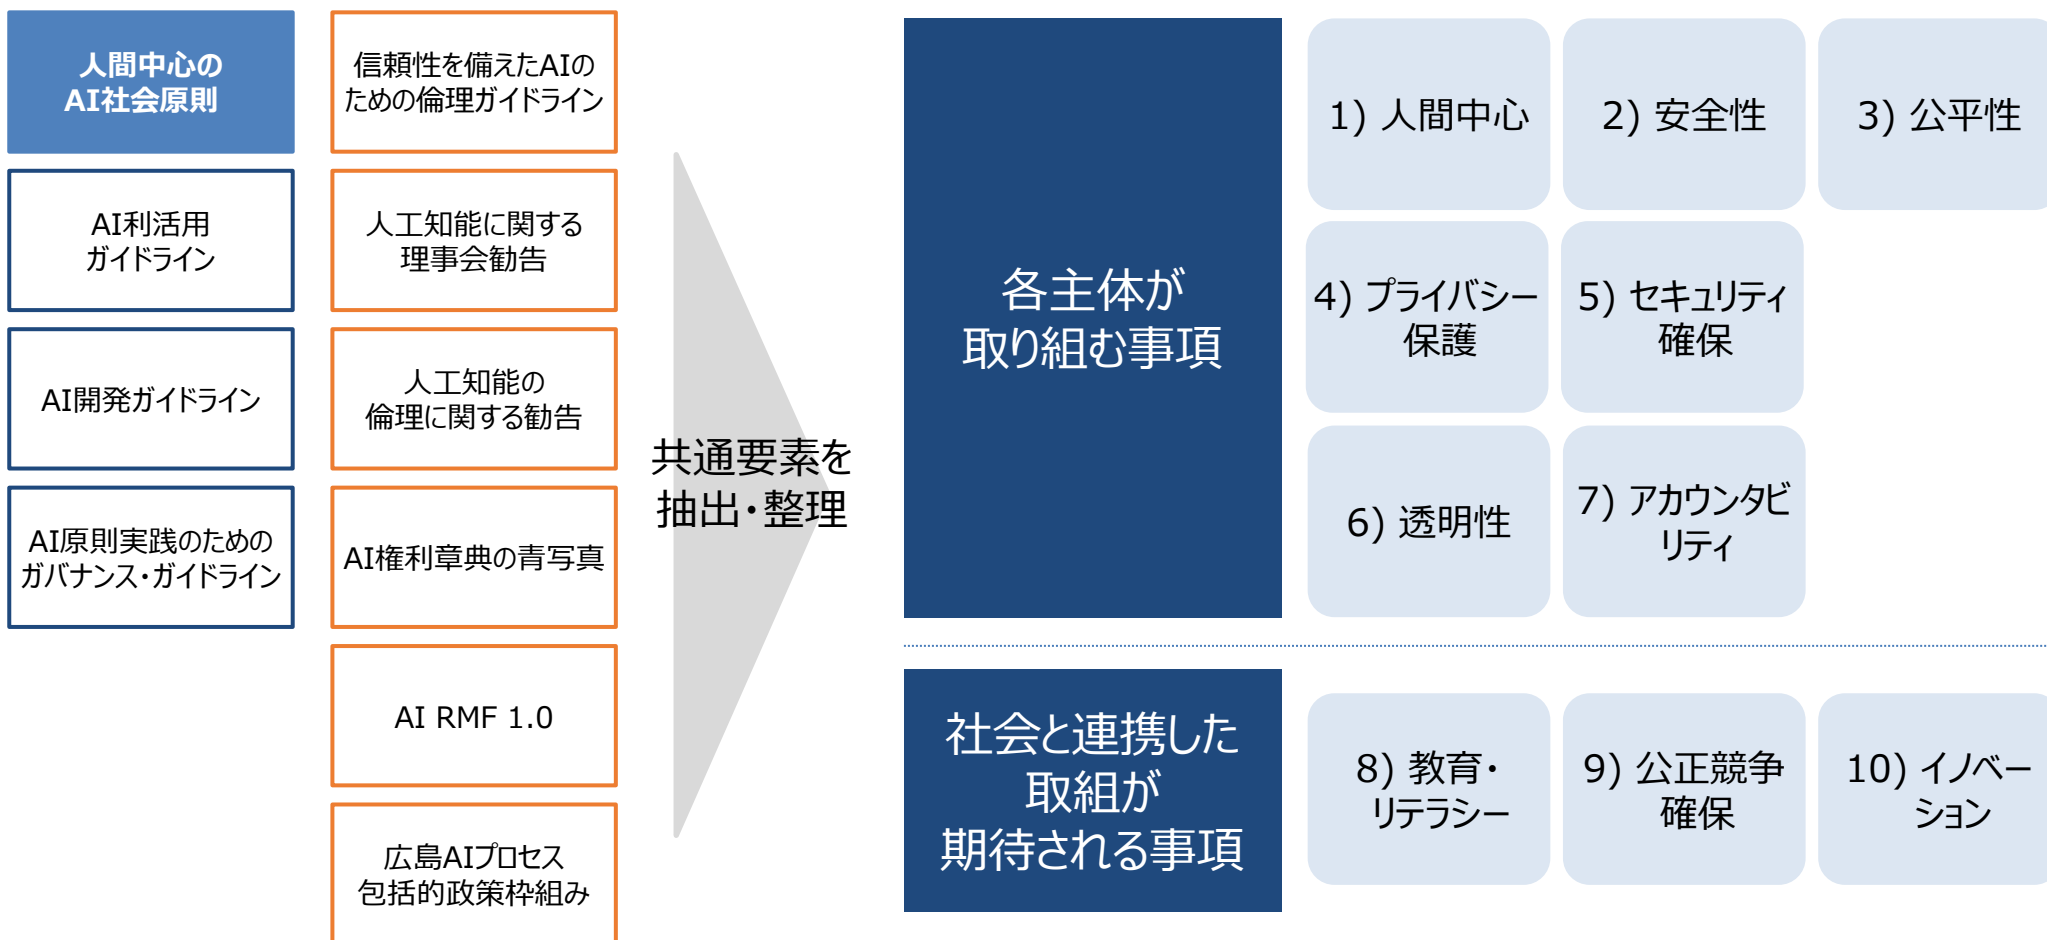 人間中心の
AI社会原則
AI利活用
ガイドライン
AI開発ガイドライン
AI原則実践のための
ガバナンス・ガイドライン
信頼性を備えたAIの
ための倫理ガイドライン
人工知能に関する
理事会勧告
人工知能の
倫理に関する勧告
AI権利章典の青写真
AI RMF 1.0
広島AIプロセス
包括的政策枠組み
共通要素を
抽出・整理
各主体が
取り組む事項
1) 人間中心
2) 安全性
3) 公平性
4) プライバシー
保護
5) セキュリティ
確保
6) 透明性
7) アカウンタビ
リティ
社会と連携した
取組が
期待される事項
8) 教育・
リテラシー
9) 公正競争
確保
10) イノベー
ション